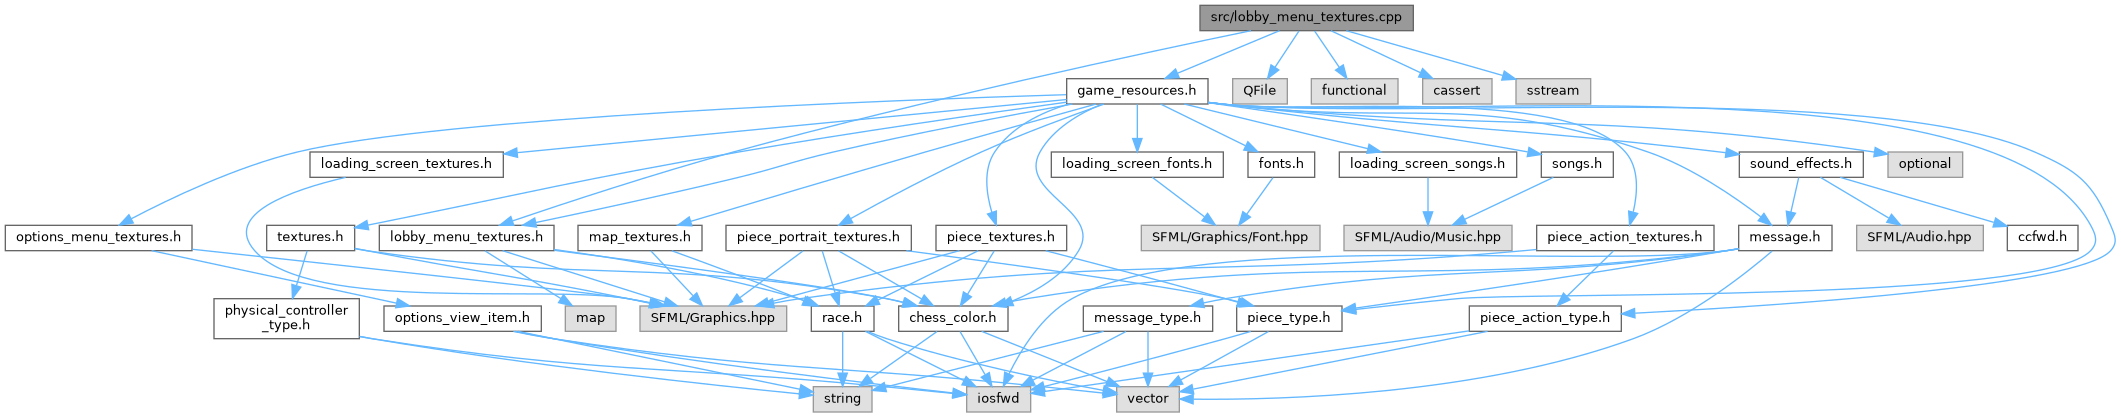 src/lobby_menu_textures.cpp
game_resources.h
QFile
functional
cassert
sstream
loading_screen_textures.h
loading_screen_fonts.h
fonts.h
loading_screen_songs.h
songs.h
sound_effects.h
optional
options_menu_textures.h
textures.h
lobby_menu_textures.h
map_textures.h
piece_portrait_textures.h
piece_textures.h
SFML/Graphics/Font.hpp
SFML/Audio/Music.hpp
piece_action_textures.h
message.h
SFML/Audio.hpp
ccfwd.h
physical_controller
_type.h
options_view_item.h
map
SFML/Graphics.hpp
race.h
chess_color.h
message_type.h
piece_type.h
piece_action_type.h
string
iosfwd
vector